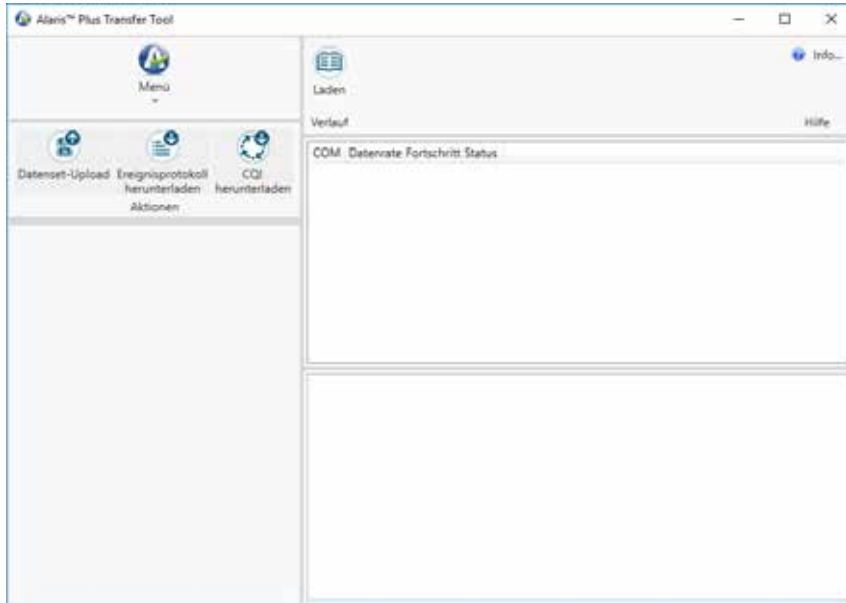 Alaris™ Plus Transfer Tool
Menü
Laden
Info...
Verlauf
Hilfe
Datenset-Upload
Ereignisprotokoll
herunterladen
CQI
herunterladen
Aktionen
COM Datenrate Fortschritt Status